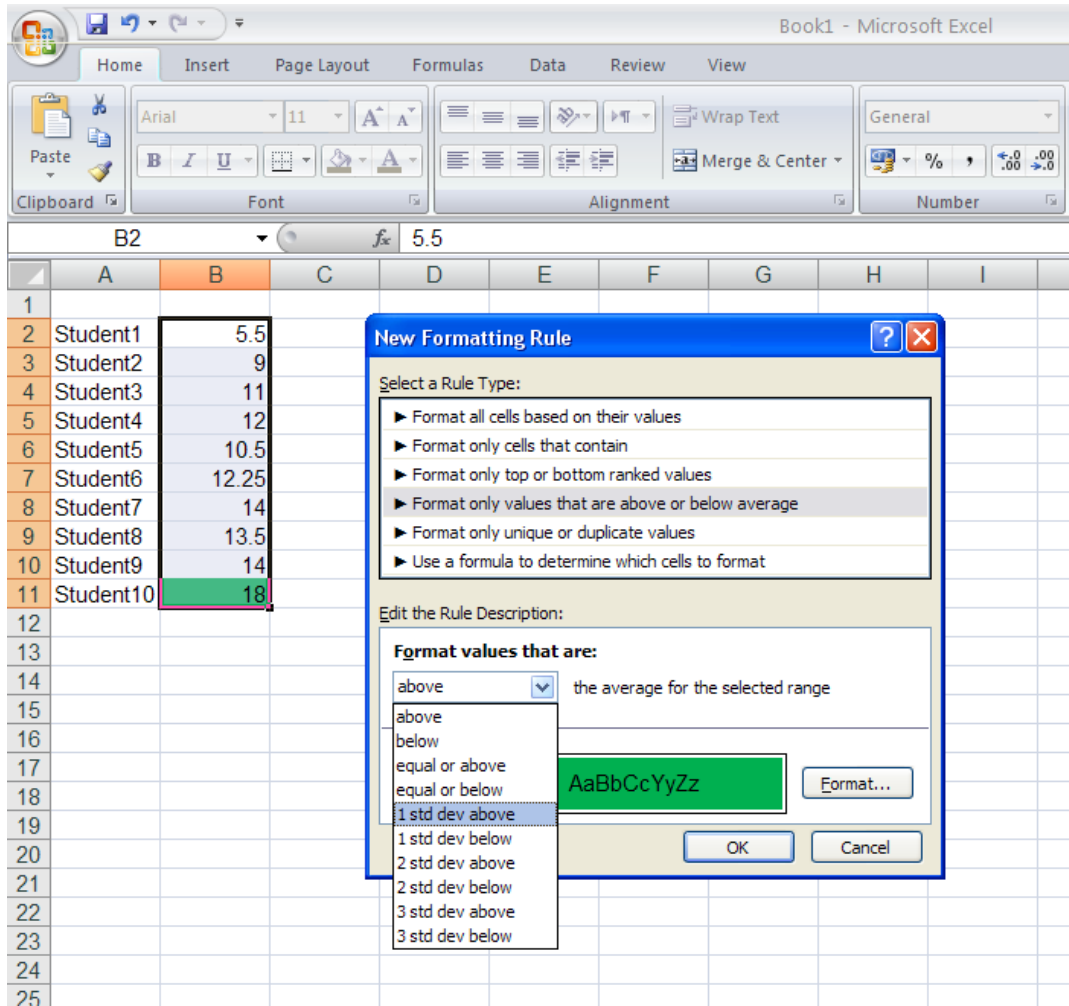 Book1 - Microsoft Excel
Home Insert Page Layout Formulas Data Review View
Arial 11 A A Wrap Text General
Paste B I U A Merge & Center % , .00 .0 .00 .0
Clipboard Font Alignment Number
B2 fx 5.5
A B C D E F G H I
1
2 Student1 5.5
3 Student2 9
4 Student3 11
5 Student4 12
6 Student5 10.5
7 Student6 12.25
8 Student7 14
9 Student8 13.5
10 Student9 14
11 Student10 18
12
13
14
15
16
17
18
19
20
21
22
23
24
25
New Formatting Rule
Select a Rule Type:
► Format all cells based on their values
► Format only cells that contain
► Format only top or bottom ranked values
► Format only values that are above or below average
► Format only unique or duplicate values
► Use a formula to determine which cells to format
Edit the Rule Description:
Format values that are:
above the average for the selected range
above
below
equal or above
equal or below
1 std dev above
1 std dev below
2 std dev above
2 std dev below
3 std dev above
3 std dev below
AaBbCcYyZz Format...
OK Cancel